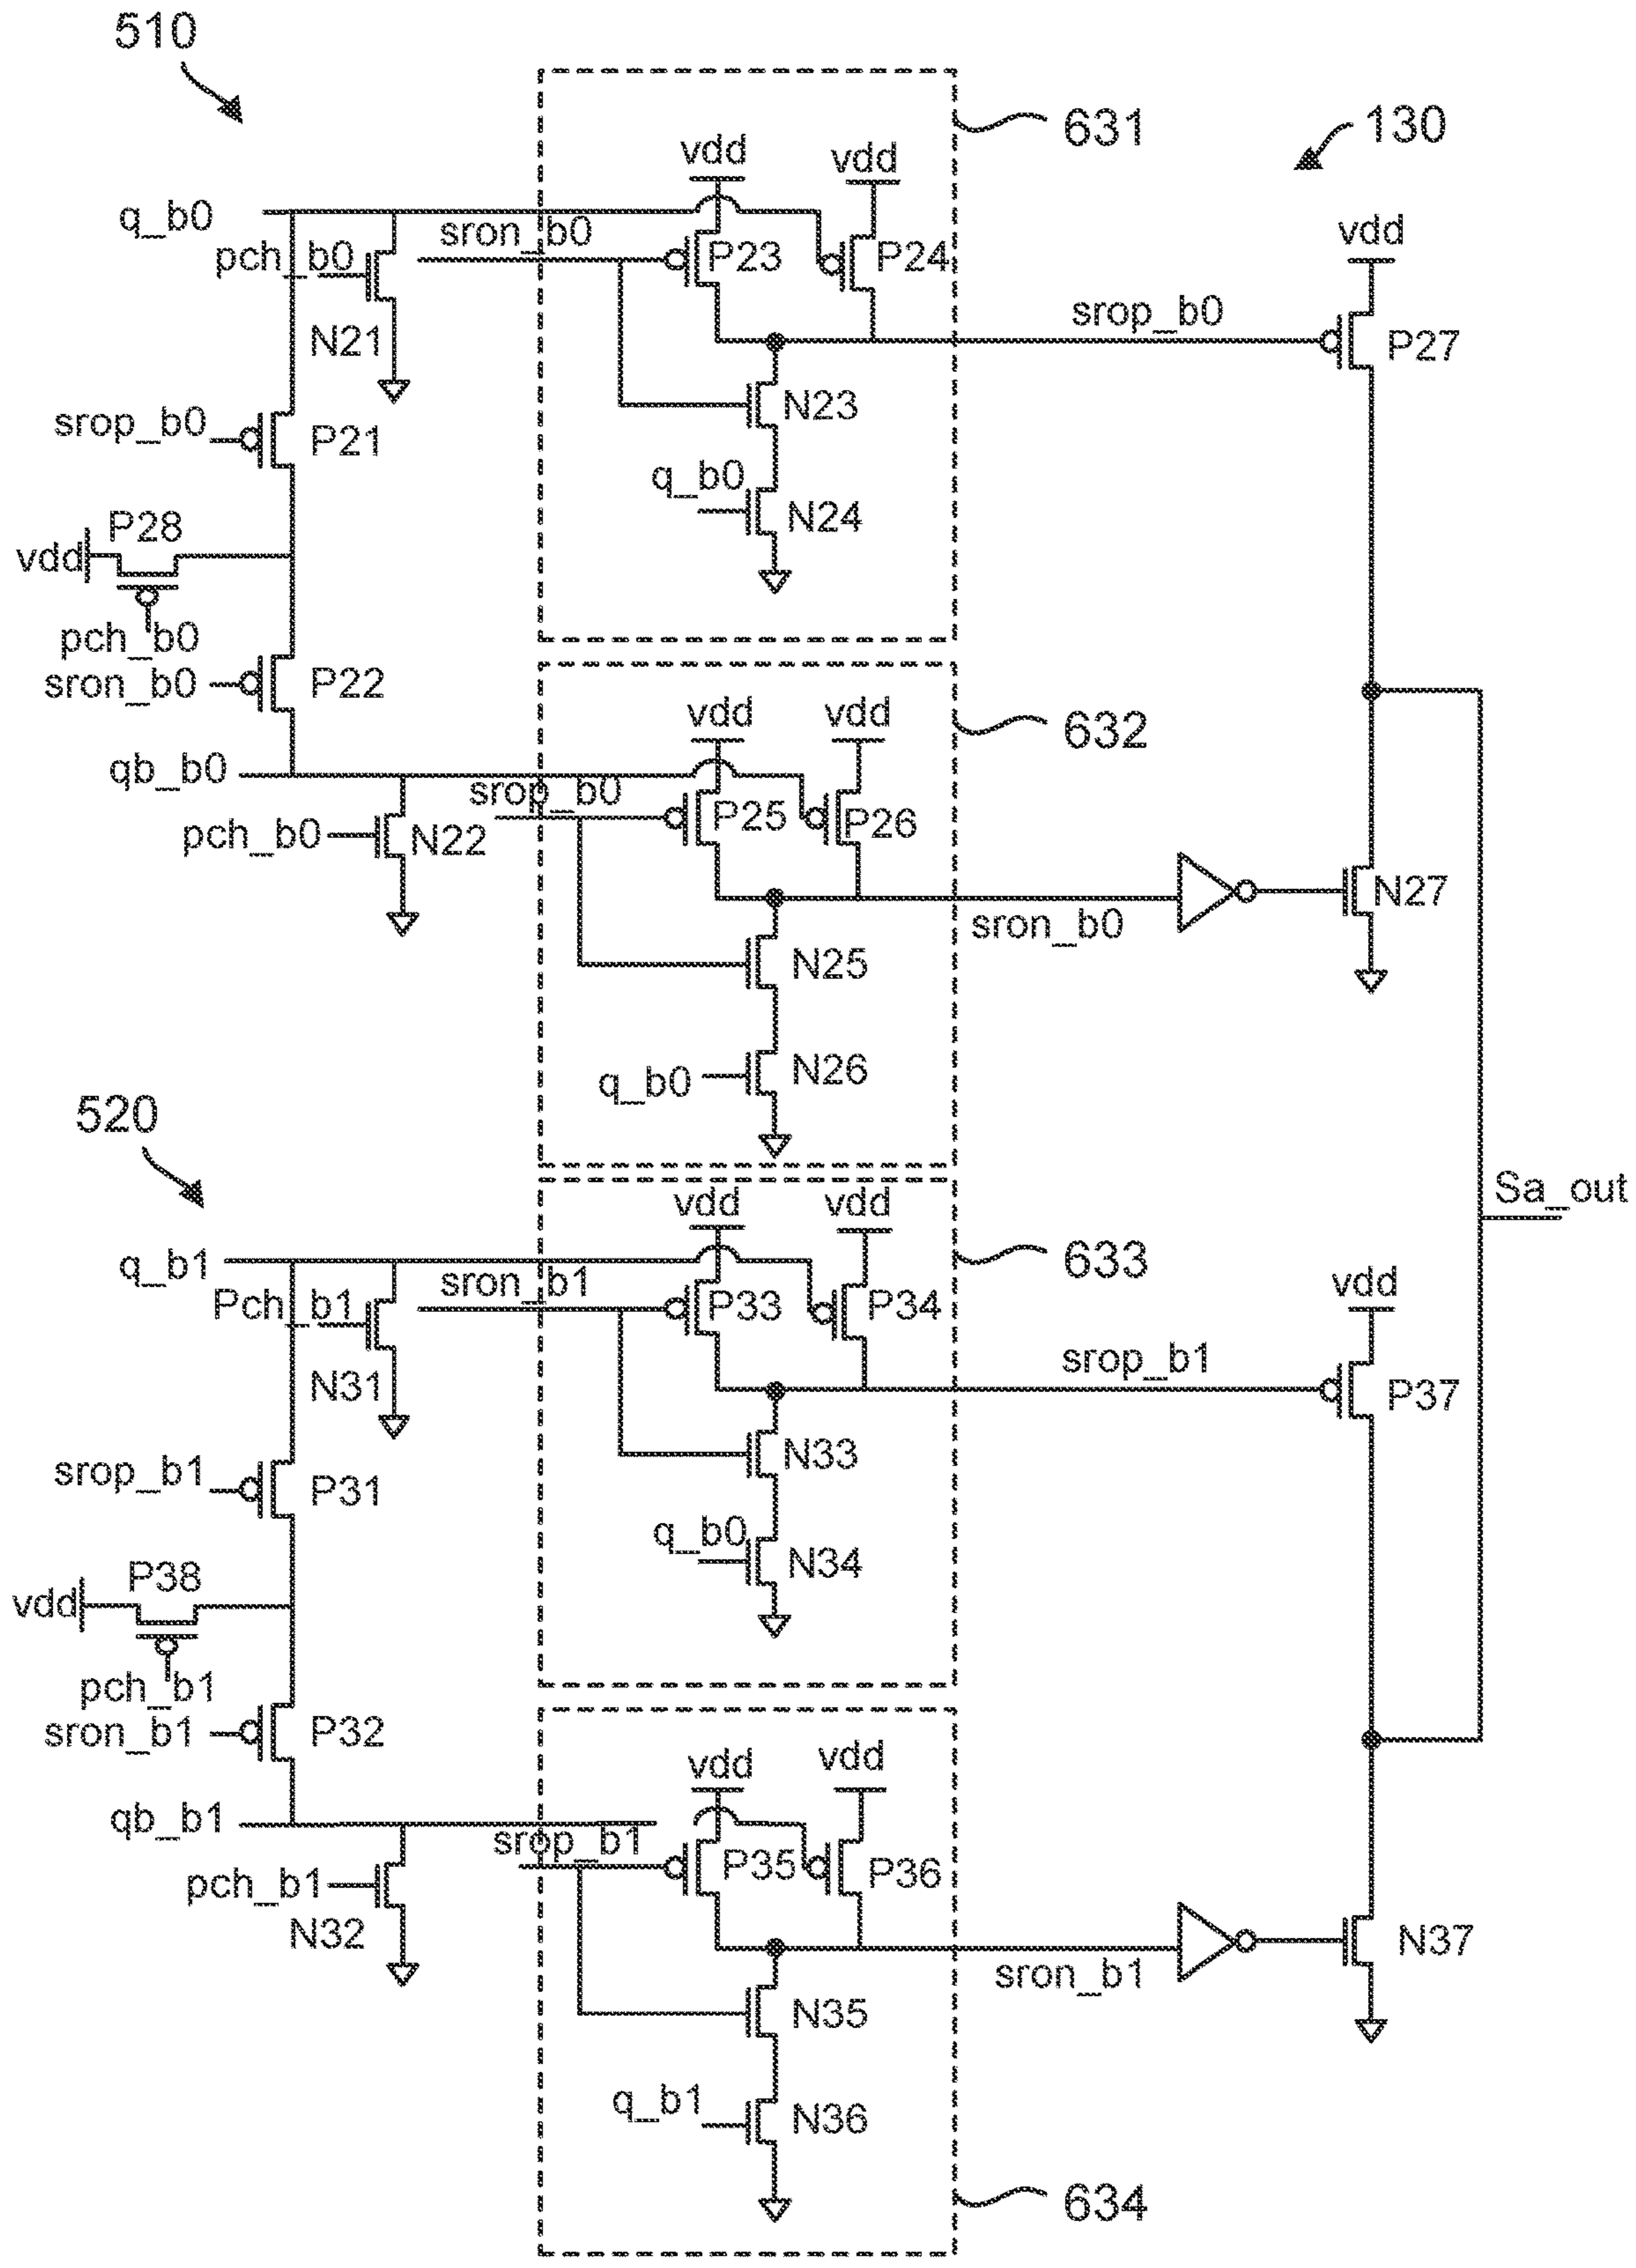 510
631
130
vdd
vdd
q_b0
pch_b0
sron_b0
P23
P24
vdd
N21
srop_b0
P27
srop_b0
P21
N23
q_b0
N24
P28
vdd
pch_b0
sron_b0
P22
632
vdd
vdd
qb_b0
srop_b0
P25
P26
pch_b0
N22
sron_b0
N27
N25
q_b0
N26
520
Sa_out
633
vdd
vdd
q_b1
Pch_b1
sron_b1
P33
P34
vdd
N31
srop_b1
P37
srop_b1
P31
N33
q_b0
N34
P38
vdd
pch_b1
sron_b1
P32
vdd
vdd
qb_b1
srop_b1
P35
P36
pch_b1
N32
sron_b1
N37
N35
q_b1
N36
634